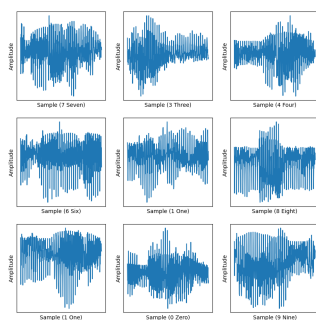 Amplitude
Sample (7 Seven)
Amplitude
Sample (3 Three)
Amplitude
Sample (4 Four)
Amplitude
Sample (6 Six)
Amplitude
Sample (1 One)
Amplitude
Sample (8 Eight)
Amplitude
Sample (1 One)
Amplitude
Sample (0 Zero)
Amplitude
Sample (9 Nine)